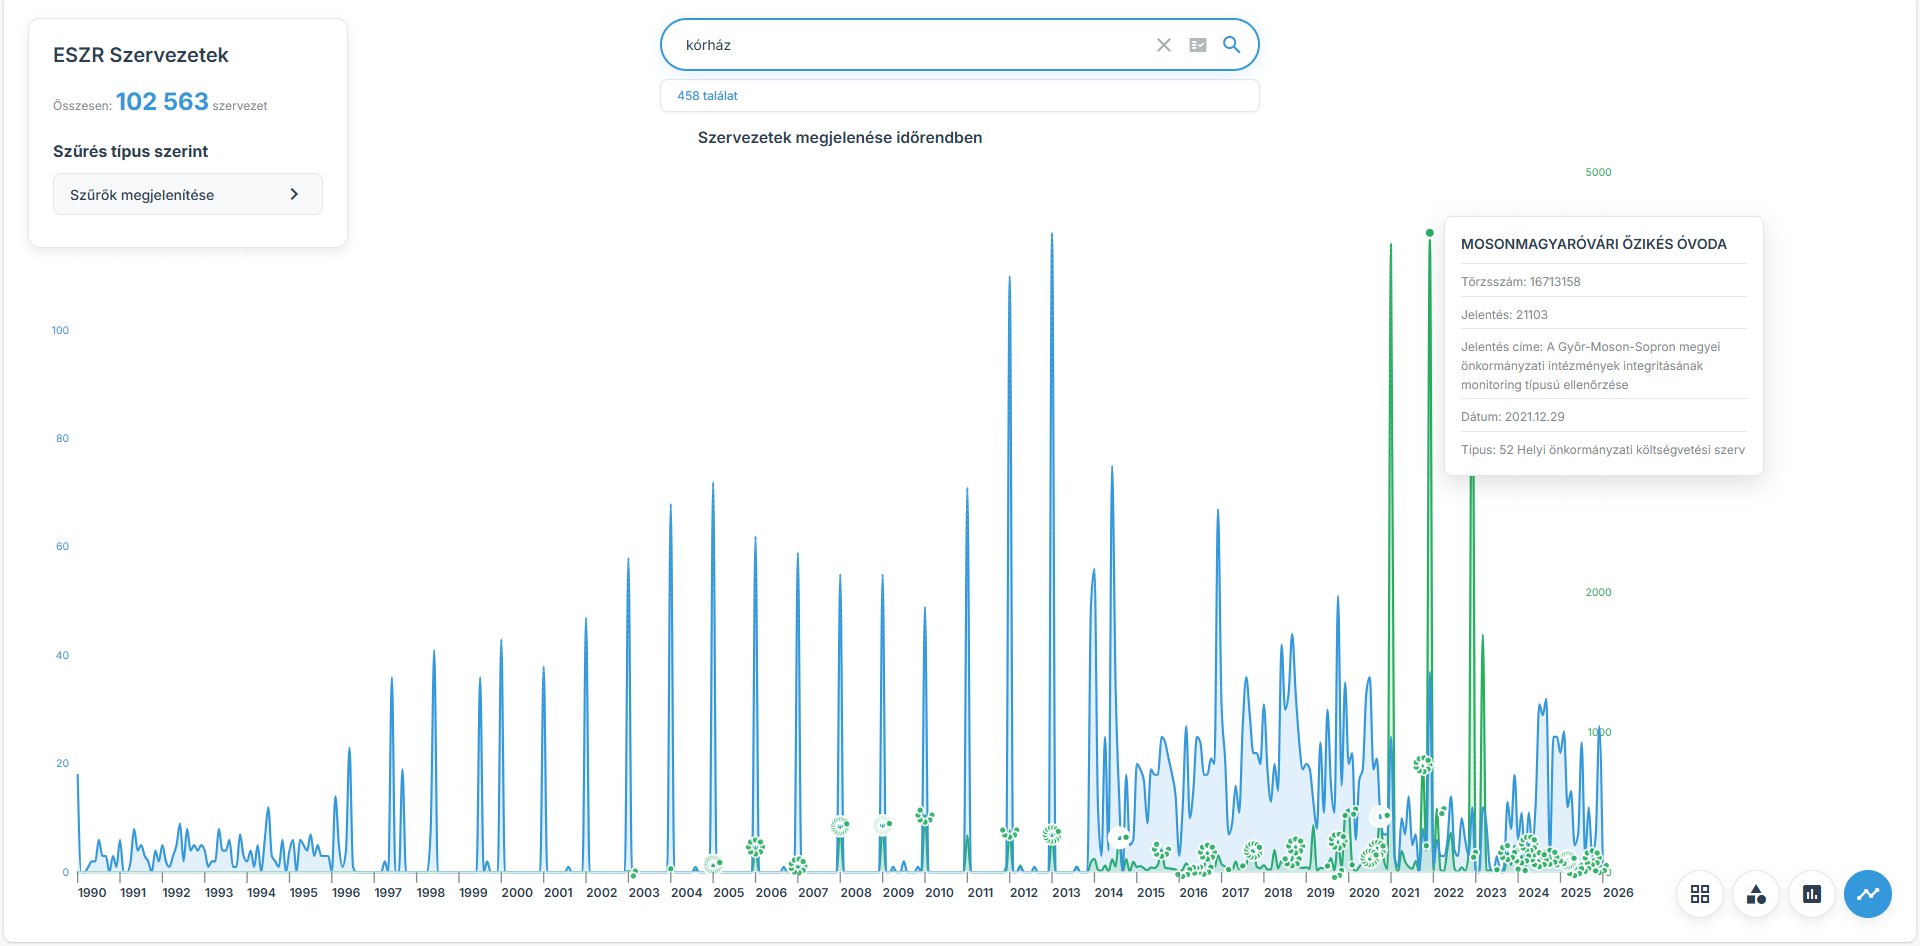 ESZR Szervezetek
Összesen: 102 563 szervezet
Szűrés típus szerint
Szűrők megjelenítése
kórház
458 találat
Szervezetek megjelenése időrendben
5000
2000
1000
0
100
80
60
40
20
0
MOSONMAGYARÓVÁRI ŐZIKÉS ÓVODA
Törzsszám: 16713158
Jelentés: 21103
Jelentés címe: A Győr-Moson-Sopron megyei
önkormányzati intézmények integritásának
monitoring típusú ellenőrzése
Dátum: 2021.12.29
Típus: 52 Helyi önkormányzati költségvetési szerv
1990 1991 1992 1993 1994 1995 1996 1997 1998 1999 2000 2001 2002 2003 2004 2005 2006 2007 2008 2009 2010 2011 2012 2013 2014 2015 2016 2017 2018 2019 2020 2021 2022 2023 2024 2025 2026